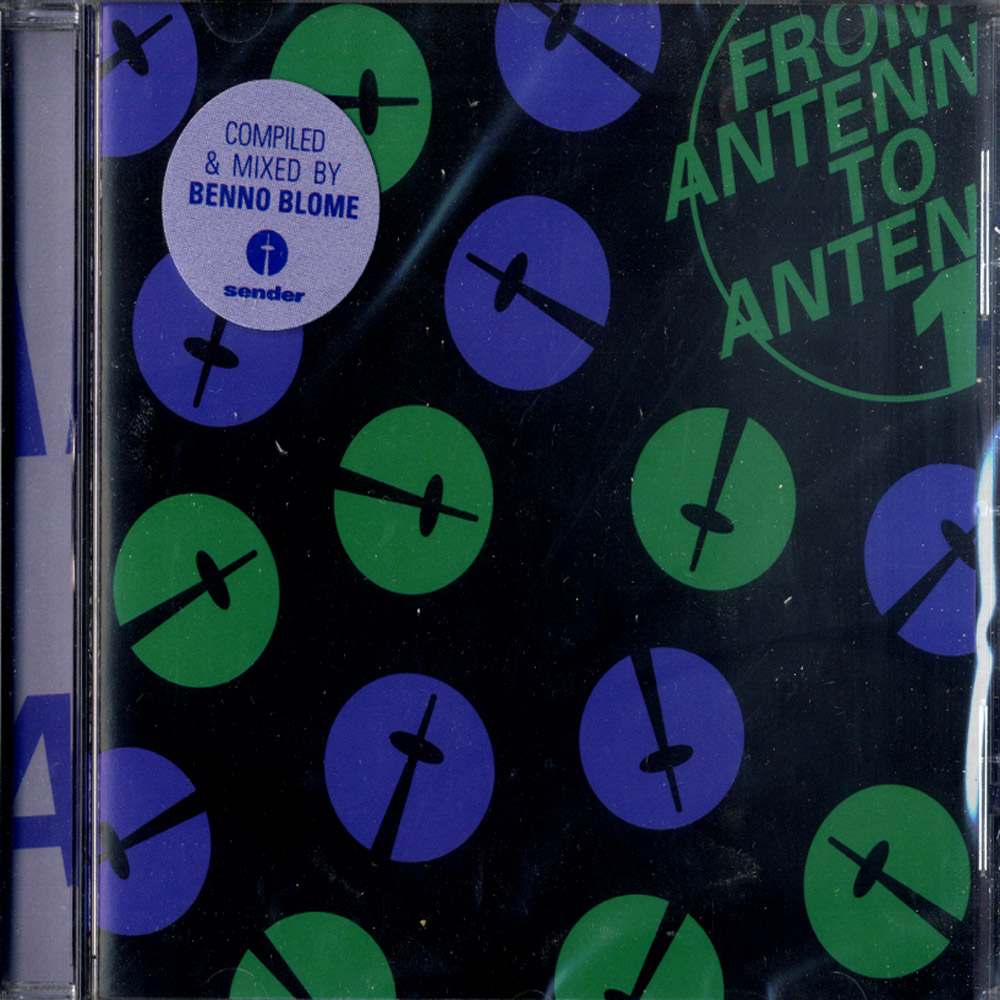 COMPILED
& MIXED BY
BENNO BLOME
sender
FROM
ANTENN
TO
ANTEN
1
A